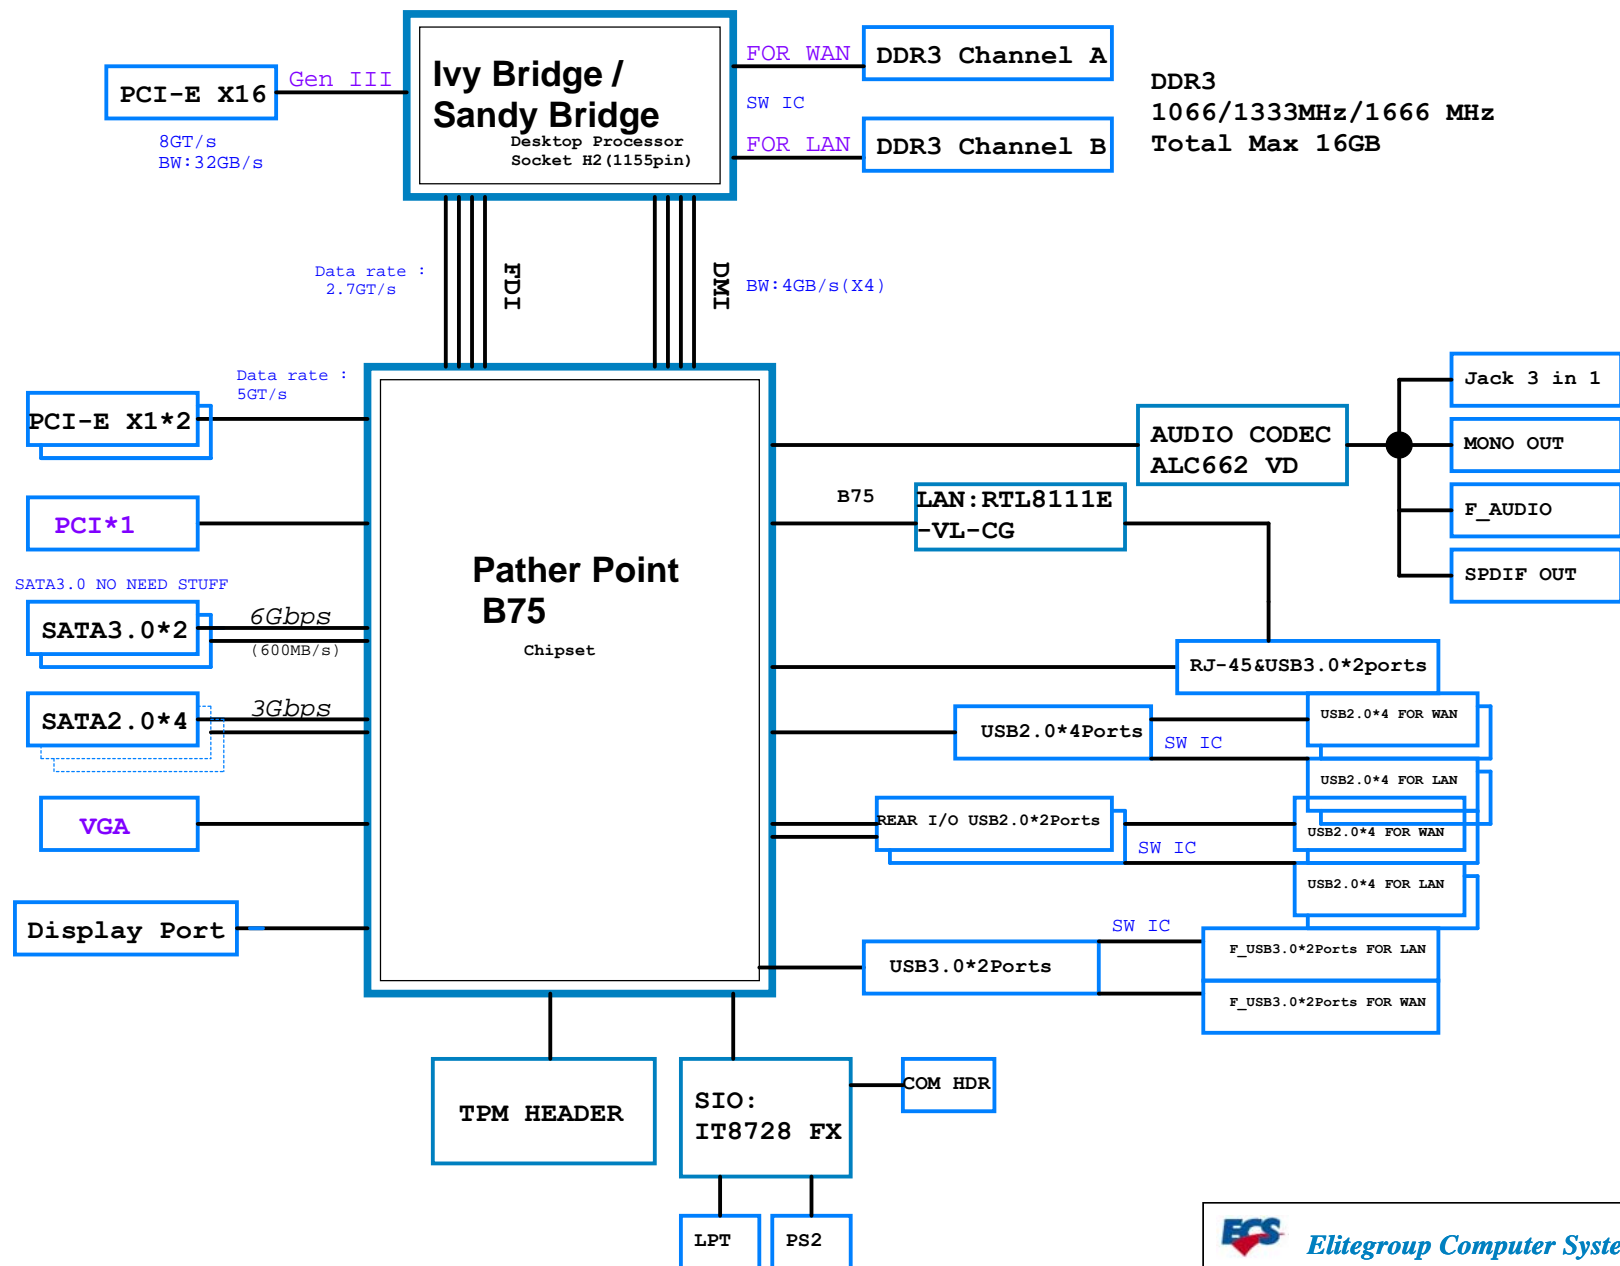 Ivy Bridge /
Sandy Bridge
Desktop Processor
Socket H2(1155pin)
PCI-E X16
Gen III
8GT/s
BW:32GB/s
FOR WAN
DDR3 Channel A
SW IC
FOR LAN
DDR3 Channel B
DDR3
1066/1333MHz/1666 MHz
Total Max 16GB
Data rate :
2.7GT/s
FDI
DMI
BW:4GB/s(X4)
Data rate :
5GT/s
PCI-E X1*2
PCI*1
SATA3.0 NO NEED STUFF
SATA3.0*2
6Gbps
(600MB/s)
SATA2.0*4
3Gbps
VGA
Display Port
Pather Point
B75
Chipset
AUDIO CODEC
ALC662 VD
Jack 3 in 1
MONO OUT
F_AUDIO
SPDIF OUT
B75
LAN:RTL8111E
-VL-CG
RJ-45&USB3.0*2ports
USB2.0*4Ports
SW IC
USB2.0*4 FOR WAN
USB2.0*4 FOR LAN
REAR I/O USB2.0*2Ports
SW IC
USB2.0*4 FOR WAN
USB2.0*4 FOR LAN
USB3.0*2Ports
SW IC
F_USB3.0*2Ports FOR LAN
F_USB3.0*2Ports FOR WAN
TPM HEADER
SIO:
IT8728 FX
COM HDR
LPT
PS2
ECS
Elitegroup Computer Syste